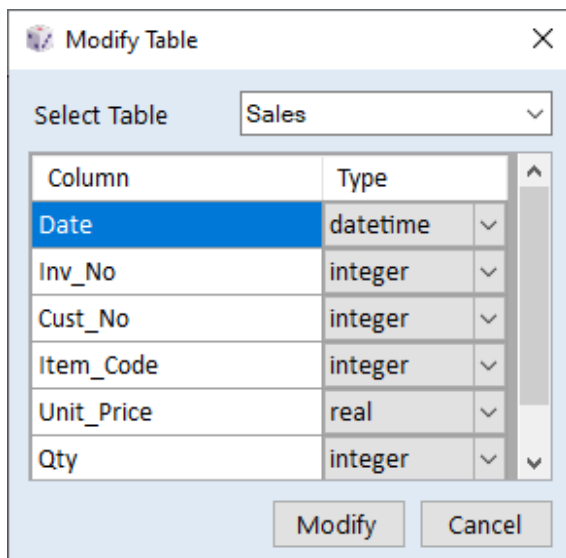 Modify Table
Select Table Sales
Column Type
Date datetime
Inv_No integer
Cust_No integer
Item_Code integer
Unit_Price real
Qty integer
Modify Cancel